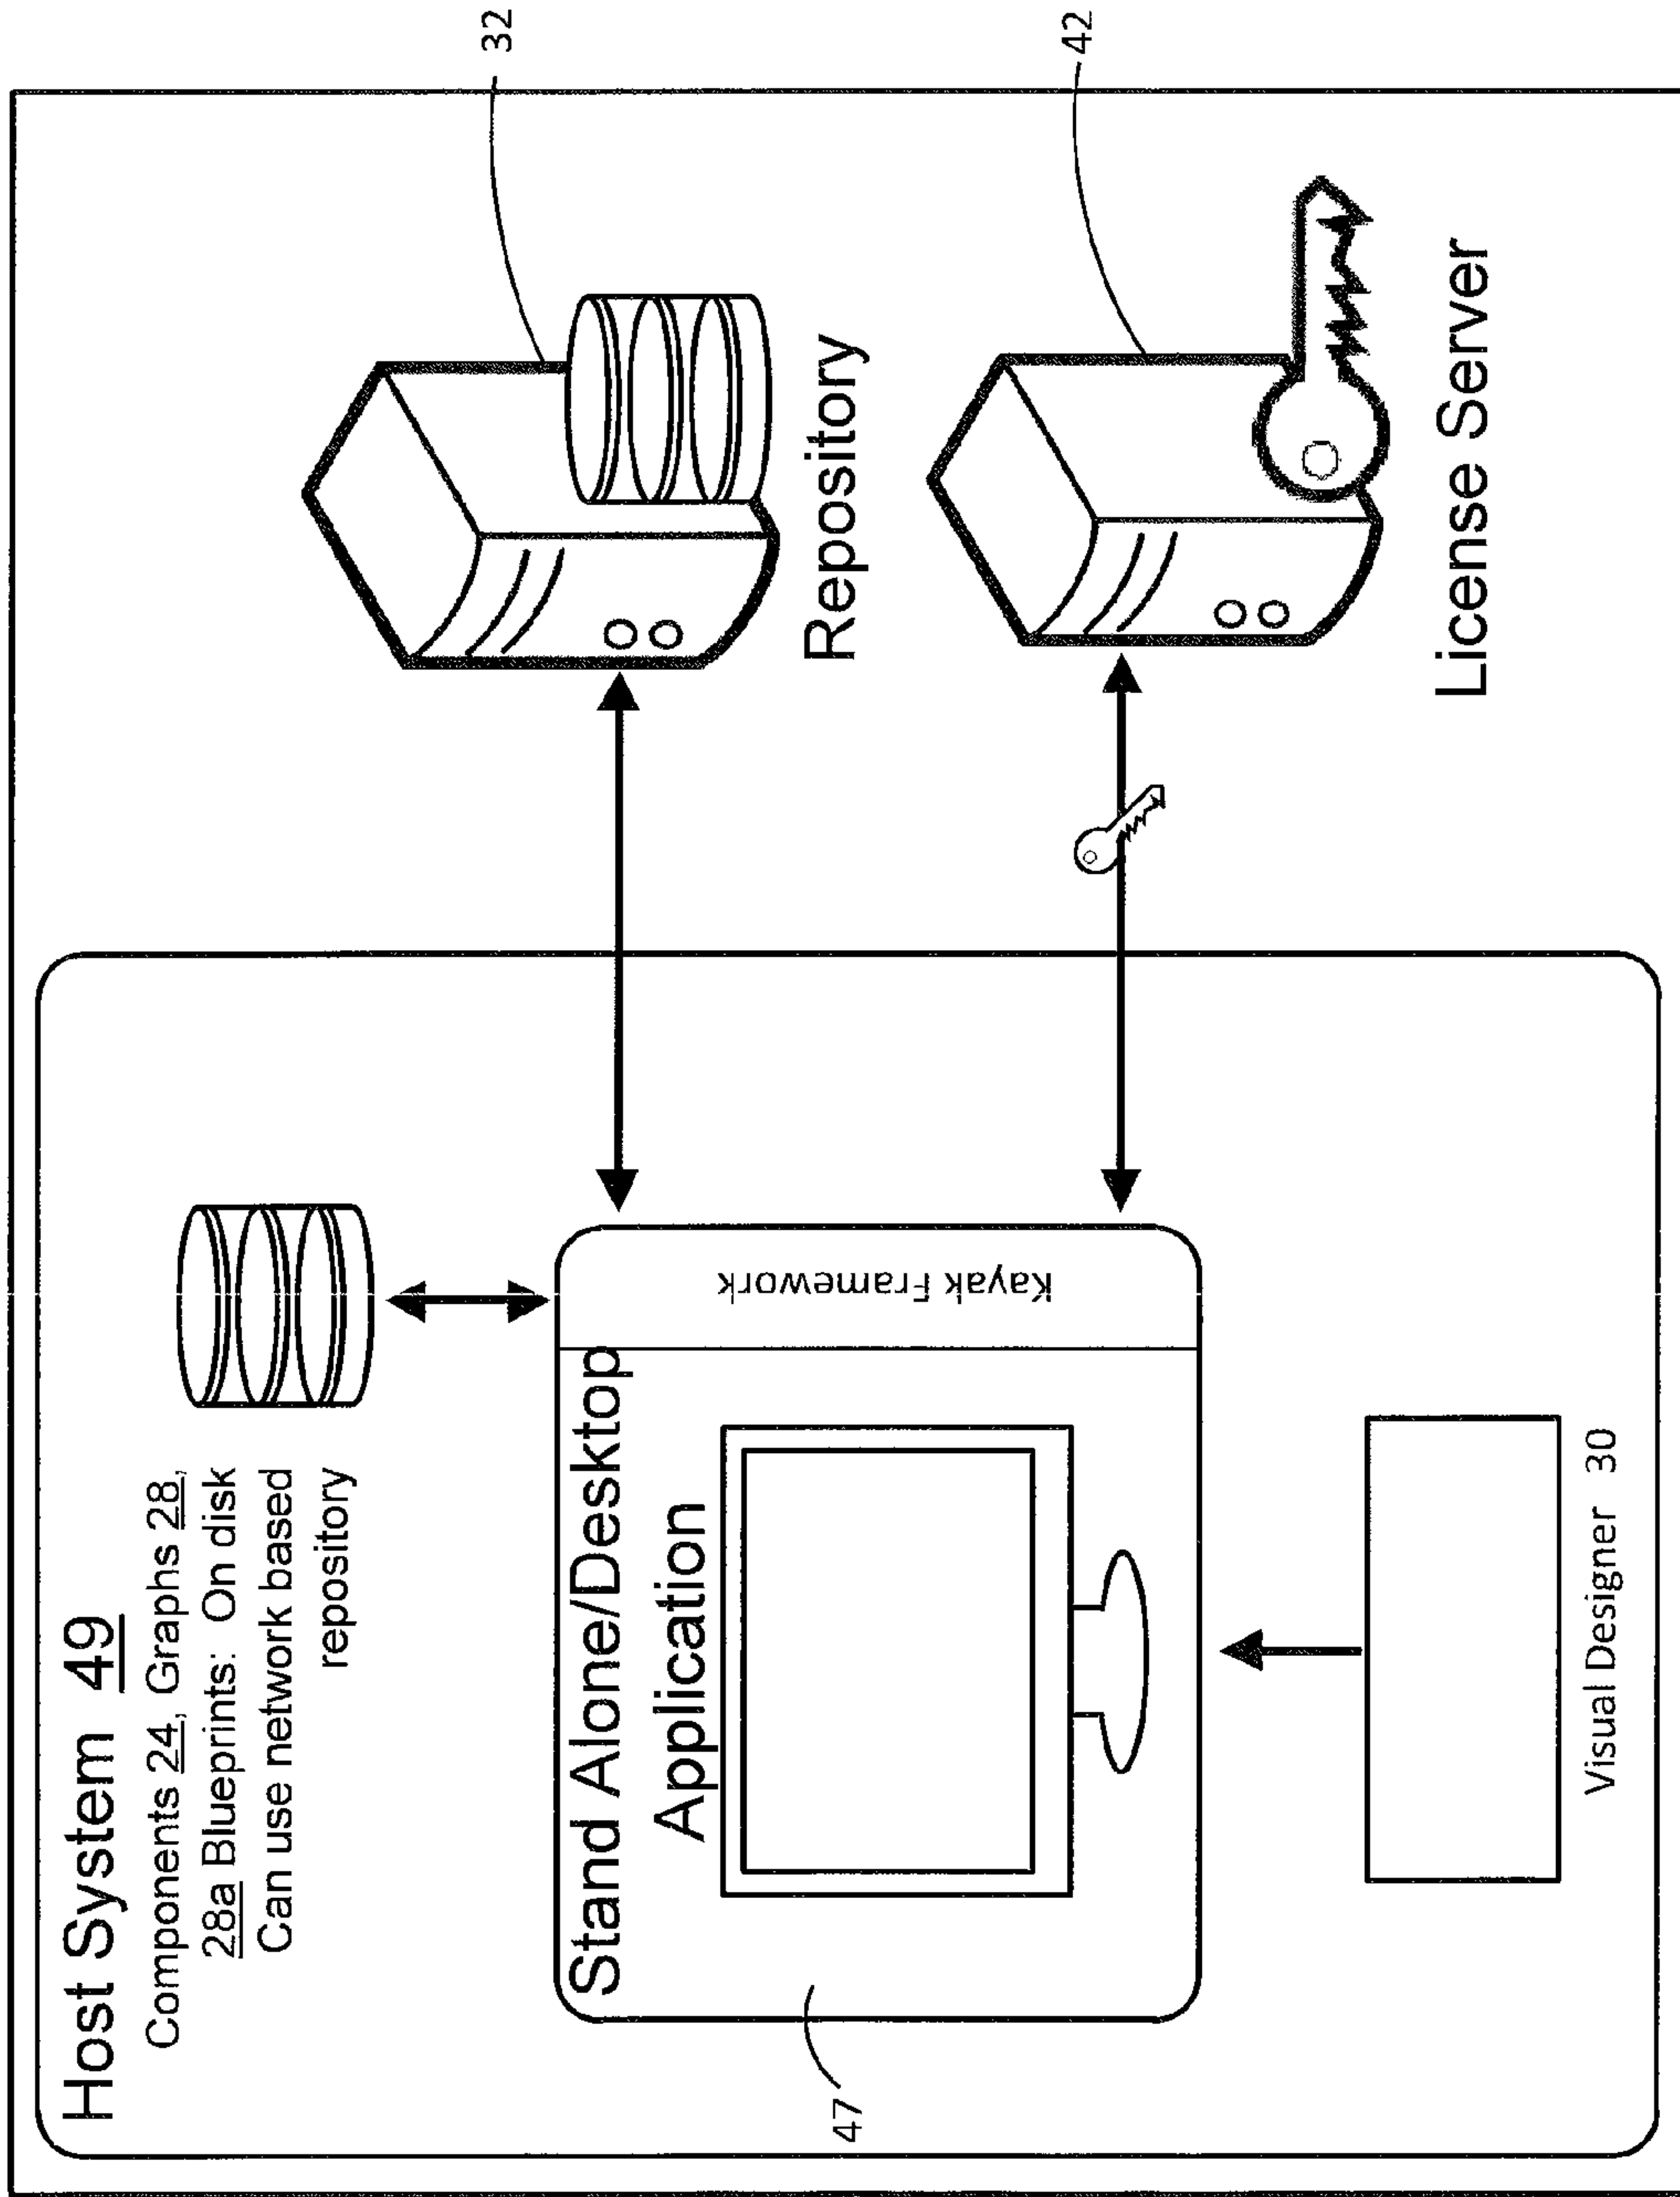 Host System 49
Components 24, Graphs 28,
28a Blueprints: On disk
Can use network based
repository
Stand Alone/Desktop
Application
Kayak Framework
47
Visual Designer 30
32
Repository
42
License Server